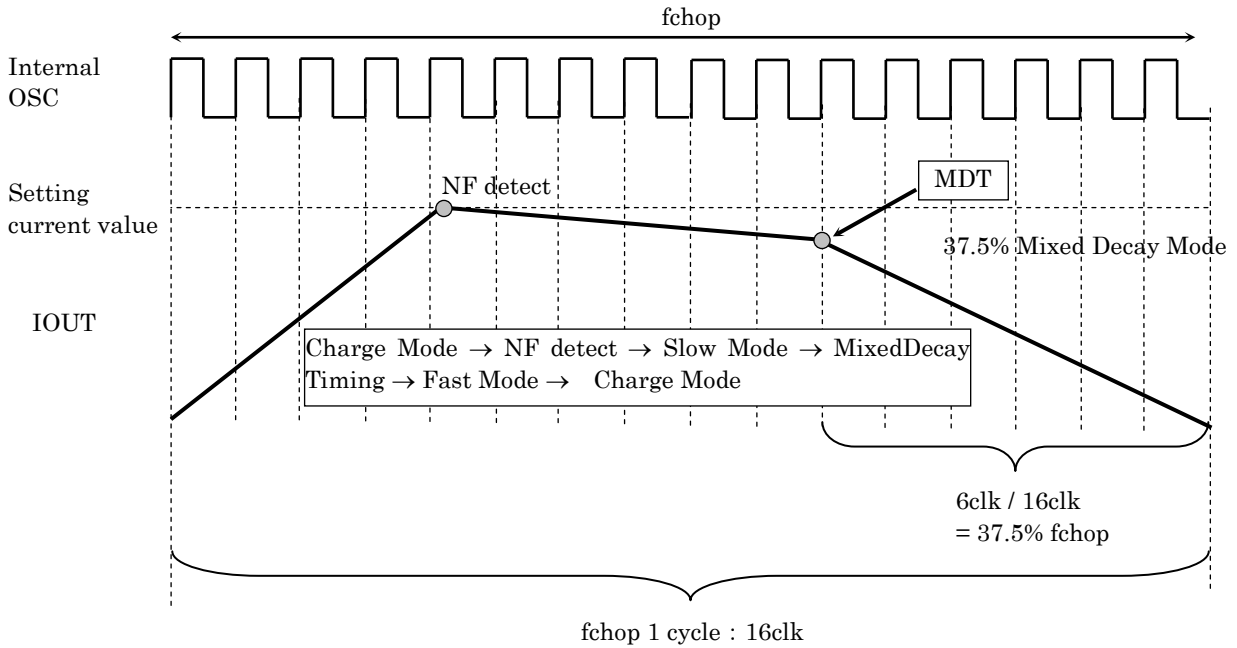 fchop
Internal
OSC
Setting
current value
NF detect
MDT
37.5% Mixed Decay Mode
IOUT
Charge Mode → NF detect → Slow Mode → MixedDecay
Timing → Fast Mode → Charge Mode
6clk / 16clk
= 37.5% fchop
fchop 1 cycle : 16clk